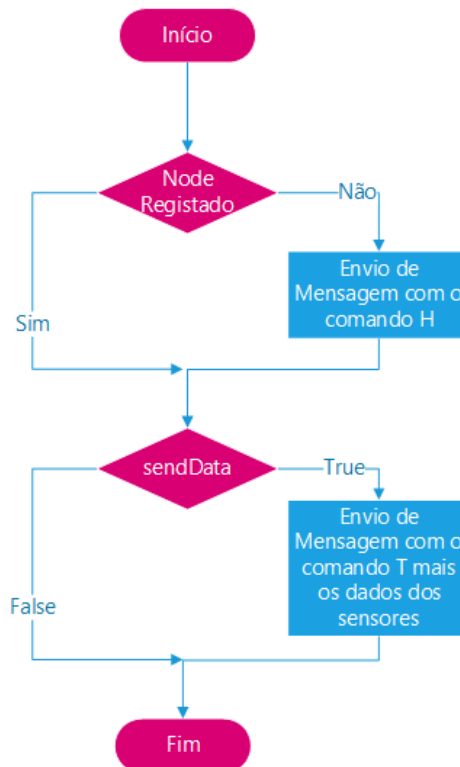 Início
Node
Registado
Não
Envio de
Mensagem com o
comando H
Sim
sendData
True
Envio de
Mensagem com o
comando T mais
os dados dos
sensores
False
Fim